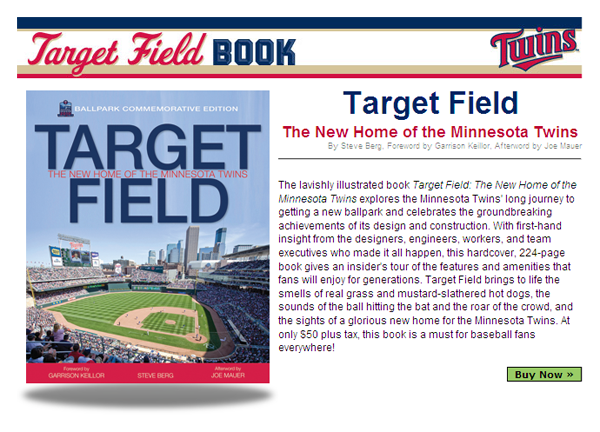 Target Field BOOK
Twins
BALLPARK COMMEMORATIVE EDITION
TARGET
THE NEW HOME OF THE MINNESOTA TWINS
FIELD
Foreword by
GARRISON KEILLOR
STEVE BERG
Afterword by
JOE MAUER
Target Field
The New Home of the Minnesota Twins
By Steve Berg, Foreword by Garrison Keillor, Afterword by Joe Mauer
The lavishly illustrated book Target Field: The New Home of the
Minnesota Twins explores the Minnesota Twins' long journey to
getting a new ballpark and celebrates the groundbreaking
achievements of its design and construction. With first-hand
insight from the designers, engineers, workers, and team
executives who made it all happen, this hardcover, 224-page
book gives an insider's tour of the features and amenities that
fans will enjoy for generations. Target Field brings to life the
smells of real grass and mustard-slathered hot dogs, the
sounds of the ball hitting the bat and the roar of the crowd, and
the sights of a glorious new home for the Minnesota Twins. At
only $50 plus tax, this book is a must for baseball fans
everywhere!
Buy Now »